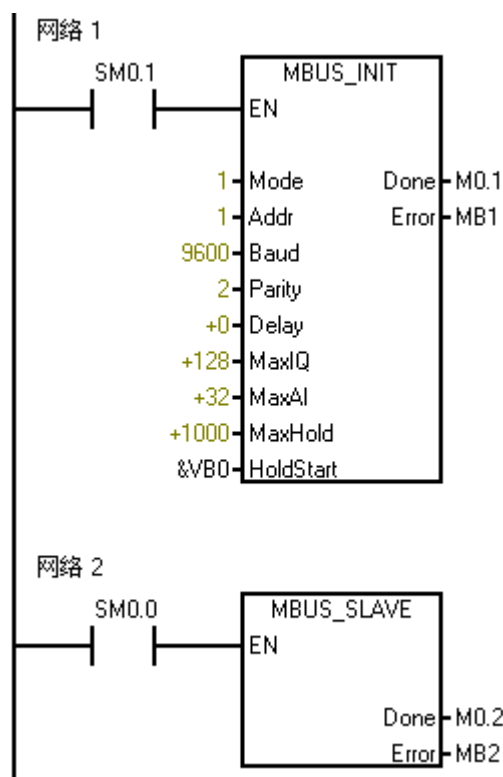 网络 1
SM0.1 MBUS_INIT
EN
1 Mode Done M0.1
1 Addr Error MB1
9600 Baud
2 Parity
+0 Delay
+128 MaxIQ
+32 MaxAI
+1000 MaxHold
&VB0 HoldStart
网络 2
SM0.0 MBUS_SLAVE
EN
Done M0.2
Error MB2